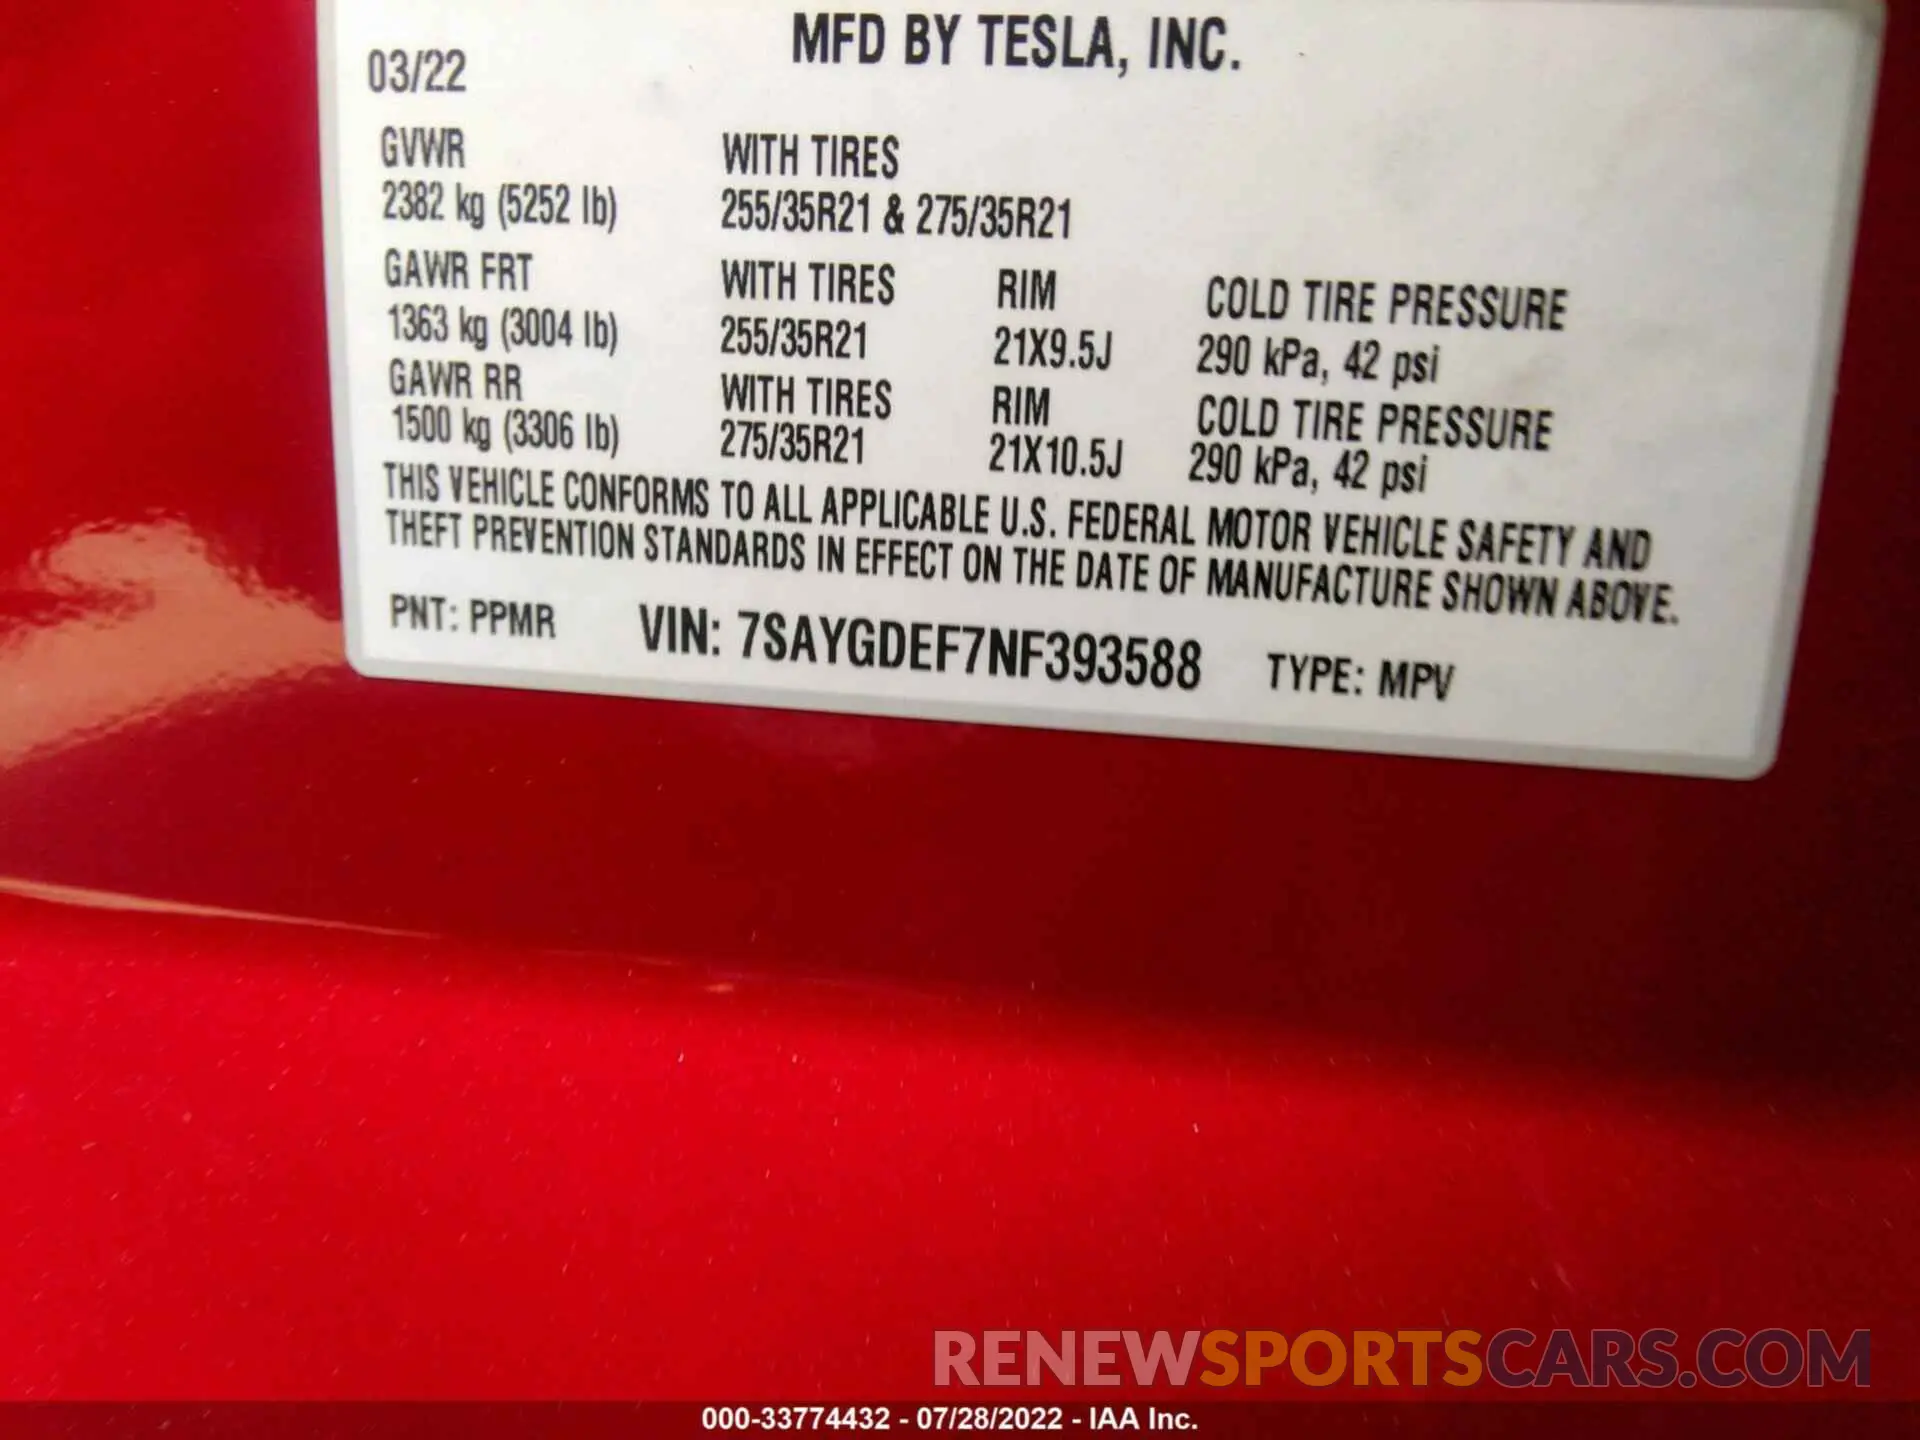 MFD BY TESLA, INC.
03/22
GVWR WITH TIRES
2382 kg (5252 lb) 255/35R21 & 275/35R21
GAWR FRT WITH TIRES RIM COLD TIRE PRESSURE
1363 kg (3004 lb) 255/35R21 21X9.5J 290 kPa, 42 psi
GAWR RR WITH TIRES RIM COLD TIRE PRESSURE
1500 kg (3306 lb) 275/35R21 21X10.5J 290 kPa, 42 psi
THIS VEHICLE CONFORMS TO ALL APPLICABLE U.S. FEDERAL MOTOR VEHICLE SAFETY AND
THEFT PREVENTION STANDARDS IN EFFECT ON THE DATE OF MANUFACTURE SHOWN ABOVE.
PNT: PPMR VIN: 7SAYGDEF7NF393588 TYPE: MPV
RENEWSPORTSCARS.COM
000-33774432 - 07/28/2022 - IAA Inc.